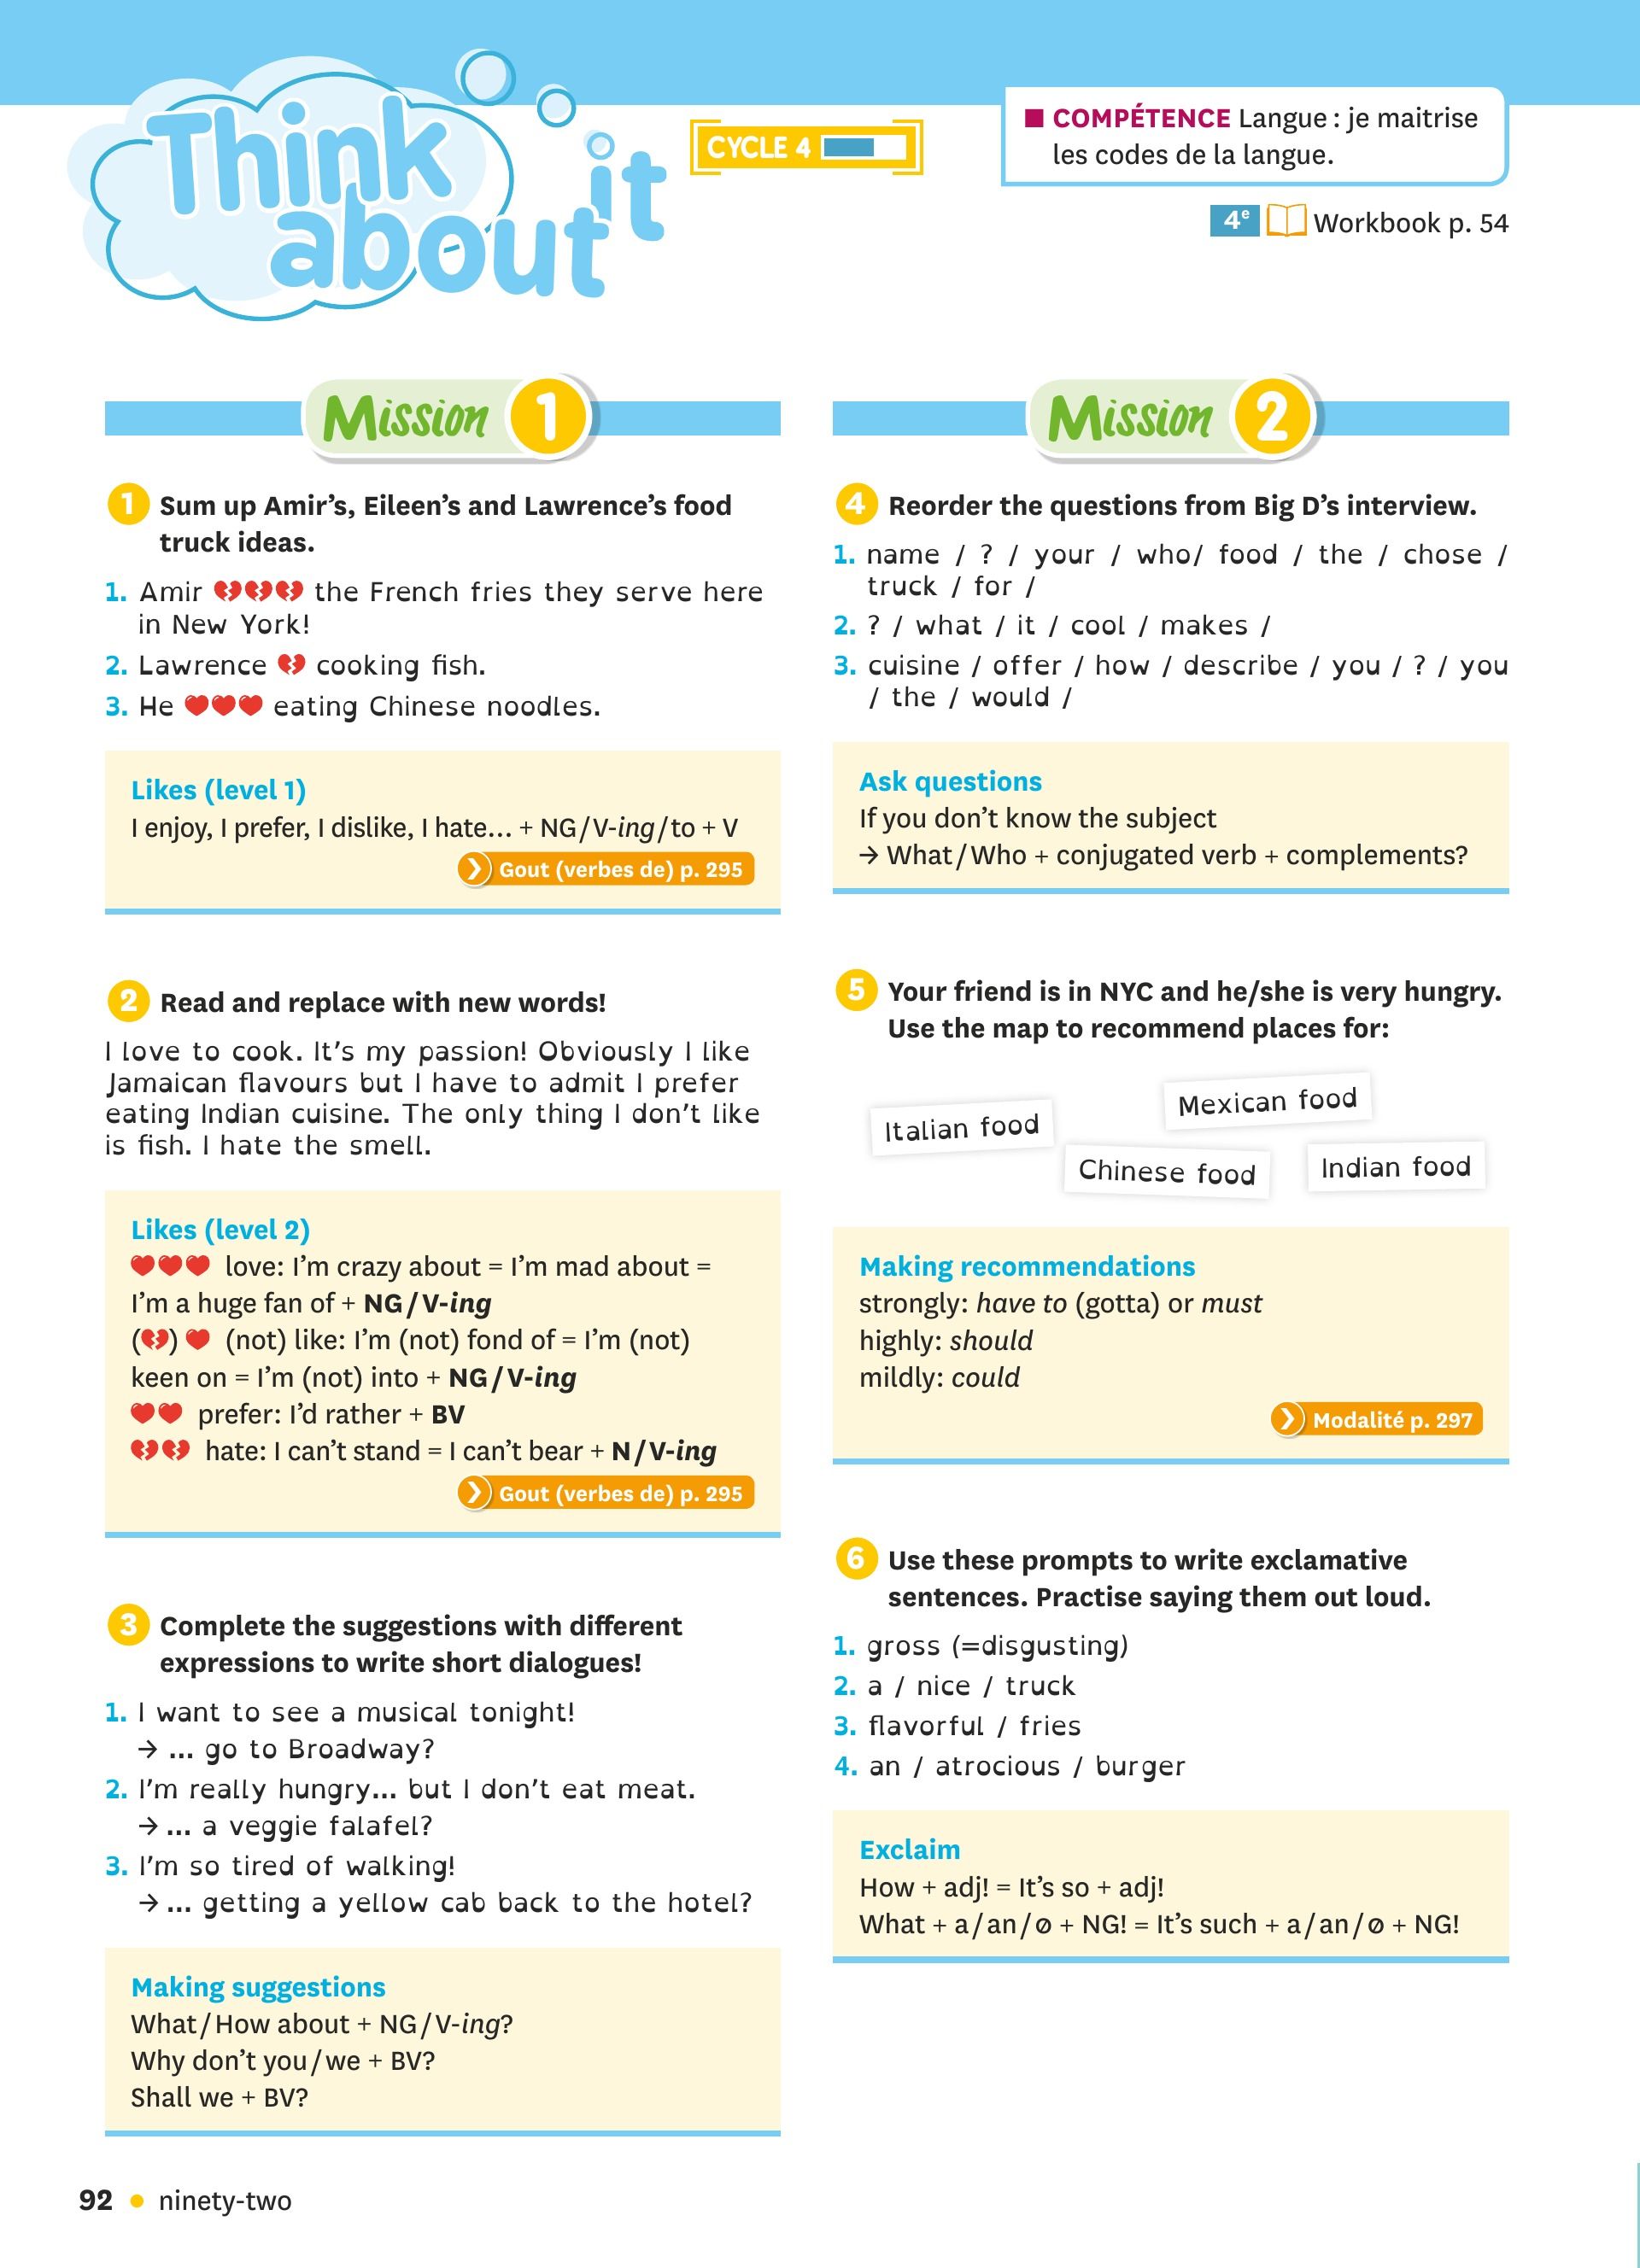 Think
about it
CYCLE 4
■ COMPÉTENCE Langue : je maitrise
les codes de la langue.
4e Workbook p. 54
Mission 1
1 Sum up Amir's, Eileen's and Lawrence's food
truck ideas.
1. Amir 💔💔💔 the French fries they serve here
in New York!
2. Lawrence 💔 cooking fish.
3. He ❤❤❤ eating Chinese noodles.
Likes (level 1)
I enjoy, I prefer, I dislike, I hate... + NG/V-ing/to + V
Gout (verbes de) p. 295
2 Read and replace with new words!
I love to cook. It's my passion! Obviously I like
Jamaican flavours but I have to admit I prefer
eating Indian cuisine. The only thing I don't like
is fish. I hate the smell.
Likes (level 2)
❤❤❤ love: I'm crazy about = I'm mad about =
I'm a huge fan of + NG/V-ing
(💔) ❤ (not) like: I'm (not) fond of = I'm (not)
keen on = I'm (not) into + NG/V-ing
❤❤ prefer: I'd rather + BV
💔💔 hate: I can't stand = I can't bear + N/V-ing
Gout (verbes de) p. 295
3 Complete the suggestions with different
expressions to write short dialogues!
1. I want to see a musical tonight!
→ ... go to Broadway?
2. I'm really hungry... but I don't eat meat.
→ ... a veggie falafel?
3. I'm so tired of walking!
→ ... getting a yellow cab back to the hotel?
Making suggestions
What/How about + NG/V-ing?
Why don't you/we + BV?
Shall we + BV?
Mission 2
4 Reorder the questions from Big D's interview.
1. name / ? / your / who/ food / the / chose /
truck / for /
2. ? / what / it / cool / makes /
3. cuisine / offer / how / describe / you / ? / you
/ the / would /
Ask questions
If you don't know the subject
→ What/Who + conjugated verb + complements?
5 Your friend is in NYC and he/she is very hungry.
Use the map to recommend places for:
Italian food
Mexican food
Chinese food
Indian food
Making recommendations
strongly: have to (gotta) or must
highly: should
mildly: could
Modalité p. 297
6 Use these prompts to write exclamative
sentences. Practise saying them out loud.
1. gross (=disgusting)
2. a / nice / truck
3. flavorful / fries
4. an / atrocious / burger
Exclaim
How + adj! = It's so + adj!
What + a/an/ø + NG! = It's such + a/an/ø + NG!
92 • ninety-two